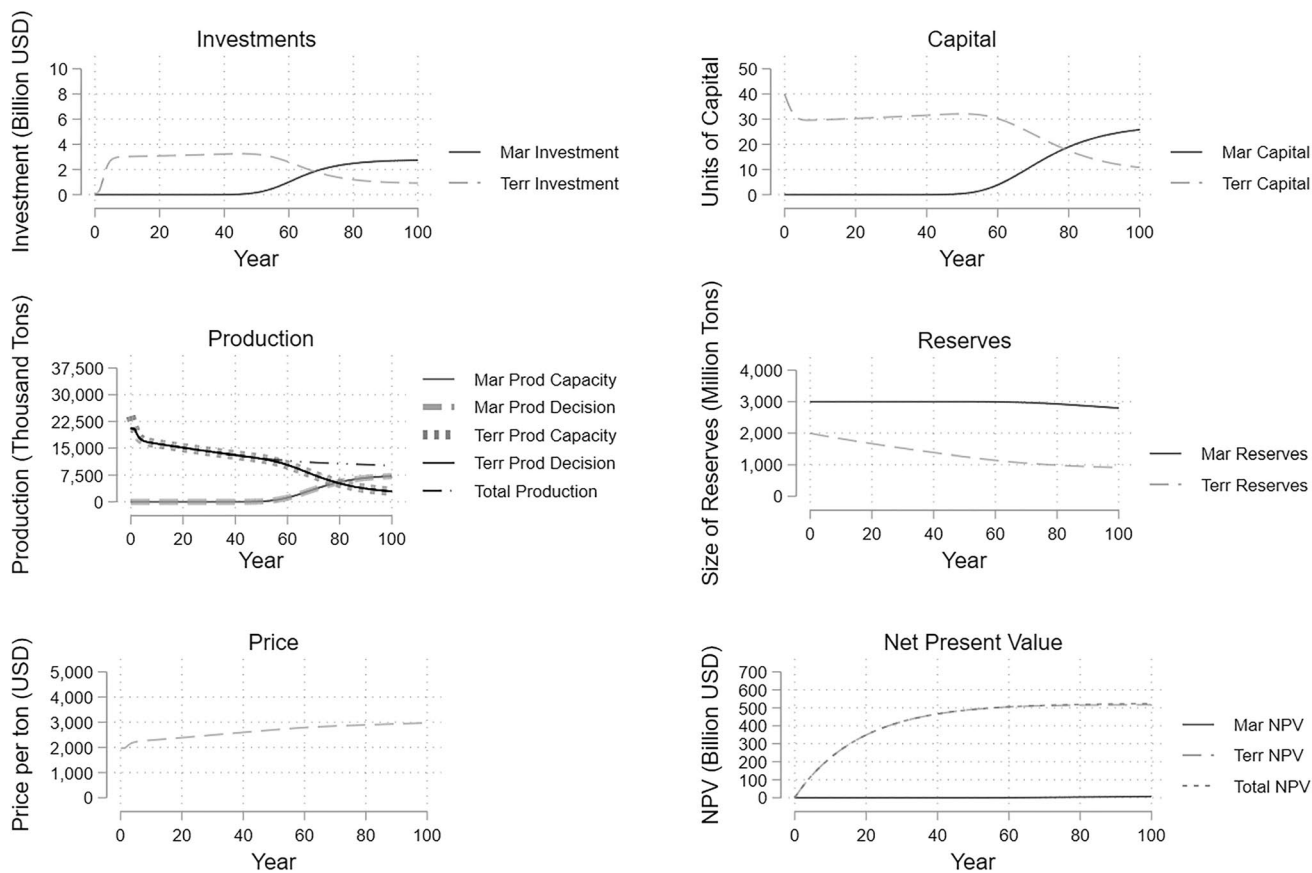 Investments
Investment (Billion USD)
10
8
6
4
2
0
0 20 40 60 80 100
Year
Mar Investment
Terr Investment
Capital
Units of Capital
50
40
30
20
10
0
0 20 40 60 80 100
Year
Mar Capital
Terr Capital
Production
Production (Thousand Tons)
37,500
30,000
22,500
15,000
7,500
0
0 20 40 60 80 100
Year
Mar Prod Capacity
Mar Prod Decision
Terr Prod Capacity
Terr Prod Decision
Total Production
Reserves
Size of Reserves (Million Tons)
4,000
3,000
2,000
1,000
0
0 20 40 60 80 100
Year
Mar Reserves
Terr Reserves
Price
Price per ton (USD)
5,000
4,000
3,000
2,000
1,000
0
0 20 40 60 80 100
Year
Net Present Value
NPV (Billion USD)
700
600
500
400
300
200
100
0
0 20 40 60 80 100
Year
Mar NPV
Terr NPV
Total NPV